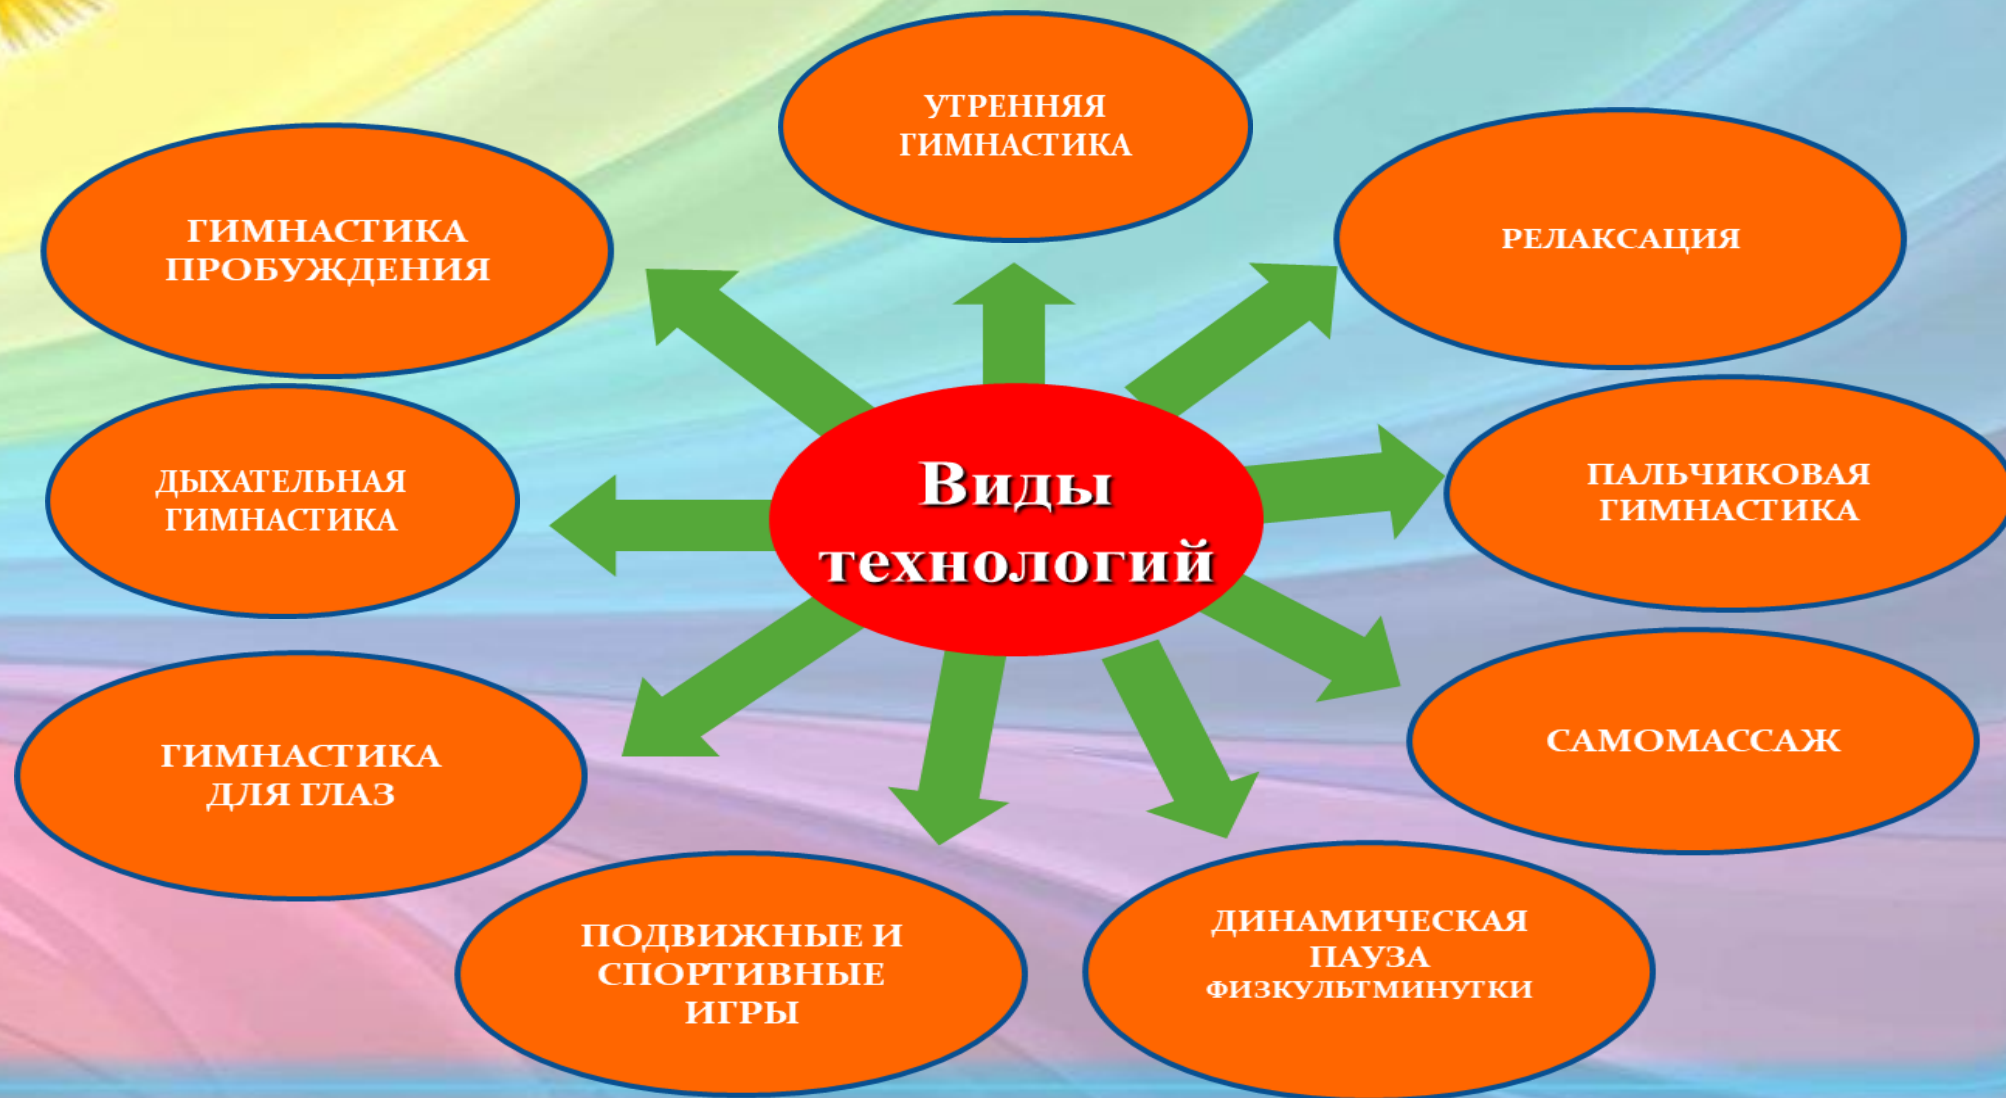 УТРЕННЯЯ
ГИМНАСТИКА
ГИМНАСТИКА
ПРОБУЖДЕНИЯ
РЕЛАКСАЦИЯ
ДЫХАТЕЛЬНАЯ
ГИМНАСТИКА
Виды
технологий
ПАЛЬЧИКОВАЯ
ГИМНАСТИКА
ГИМНАСТИКА
ДЛЯ ГЛАЗ
САМОМАССАЖ
ПОДВИЖНЫЕ И
СПОРТИВНЫЕ
ИГРЫ
ДИНАМИЧЕСКАЯ
ПАУЗА
ФИЗКУЛЬТМИНУТКИ